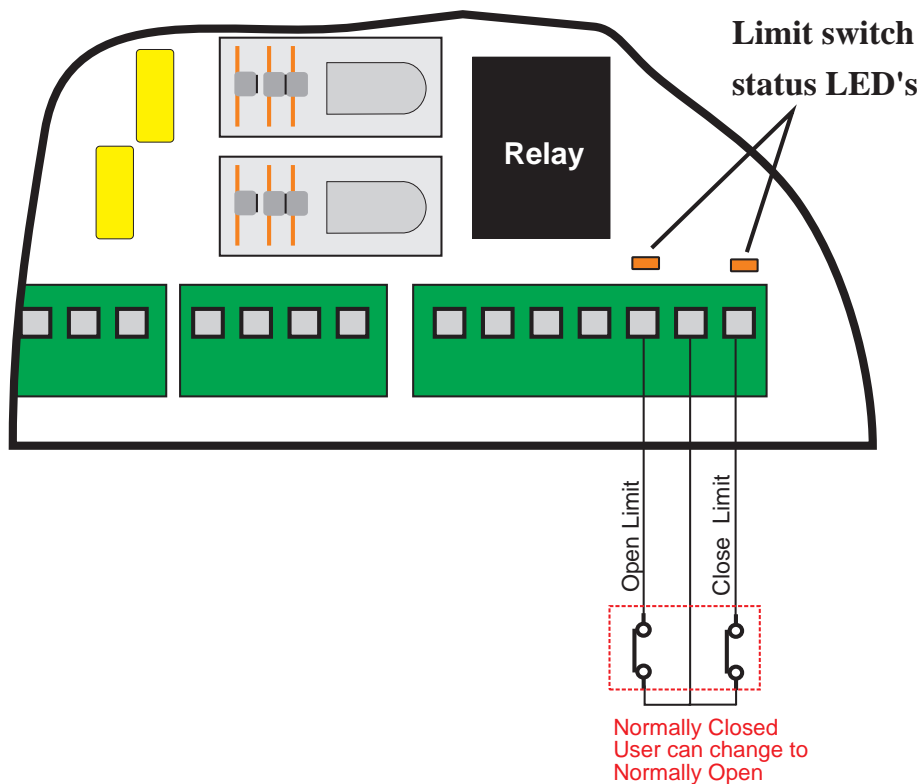 Limit switch
status LED's
Relay
Open Limit
Close Limit
Normally Closed
User can change to
Normally Open